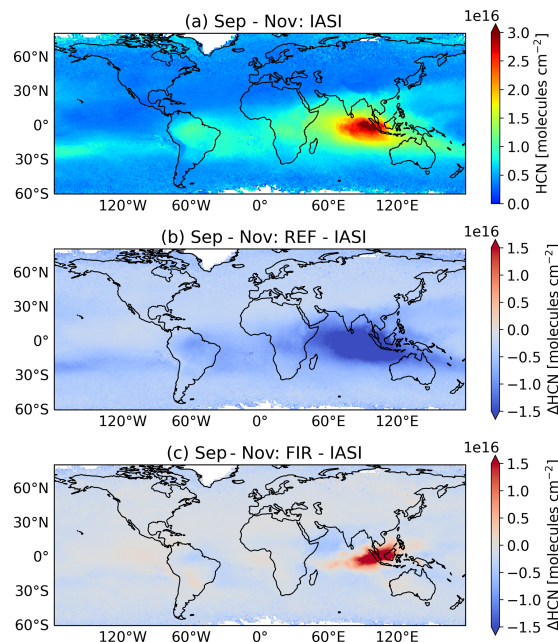 (a) Sep - Nov: IASI
1e16
60°N
30°N
0°
30°S
60°S
120°W 60°W 0° 60°E 120°E
3.0
2.5
2.0
1.5
1.0
0.5
0.0
HCN [molecules cm⁻²]
(b) Sep - Nov: REF - IASI
1e16
60°N
30°N
0°
30°S
60°S
120°W 60°W 0° 60°E 120°E
1.5
1.0
0.5
0.0
−0.5
−1.0
−1.5
ΔHCN [molecules cm⁻²]
(c) Sep - Nov: FIR - IASI
1e16
60°N
30°N
0°
30°S
60°S
120°W 60°W 0° 60°E 120°E
1.5
1.0
0.5
0.0
−0.5
−1.0
−1.5
ΔHCN [molecules cm⁻²]